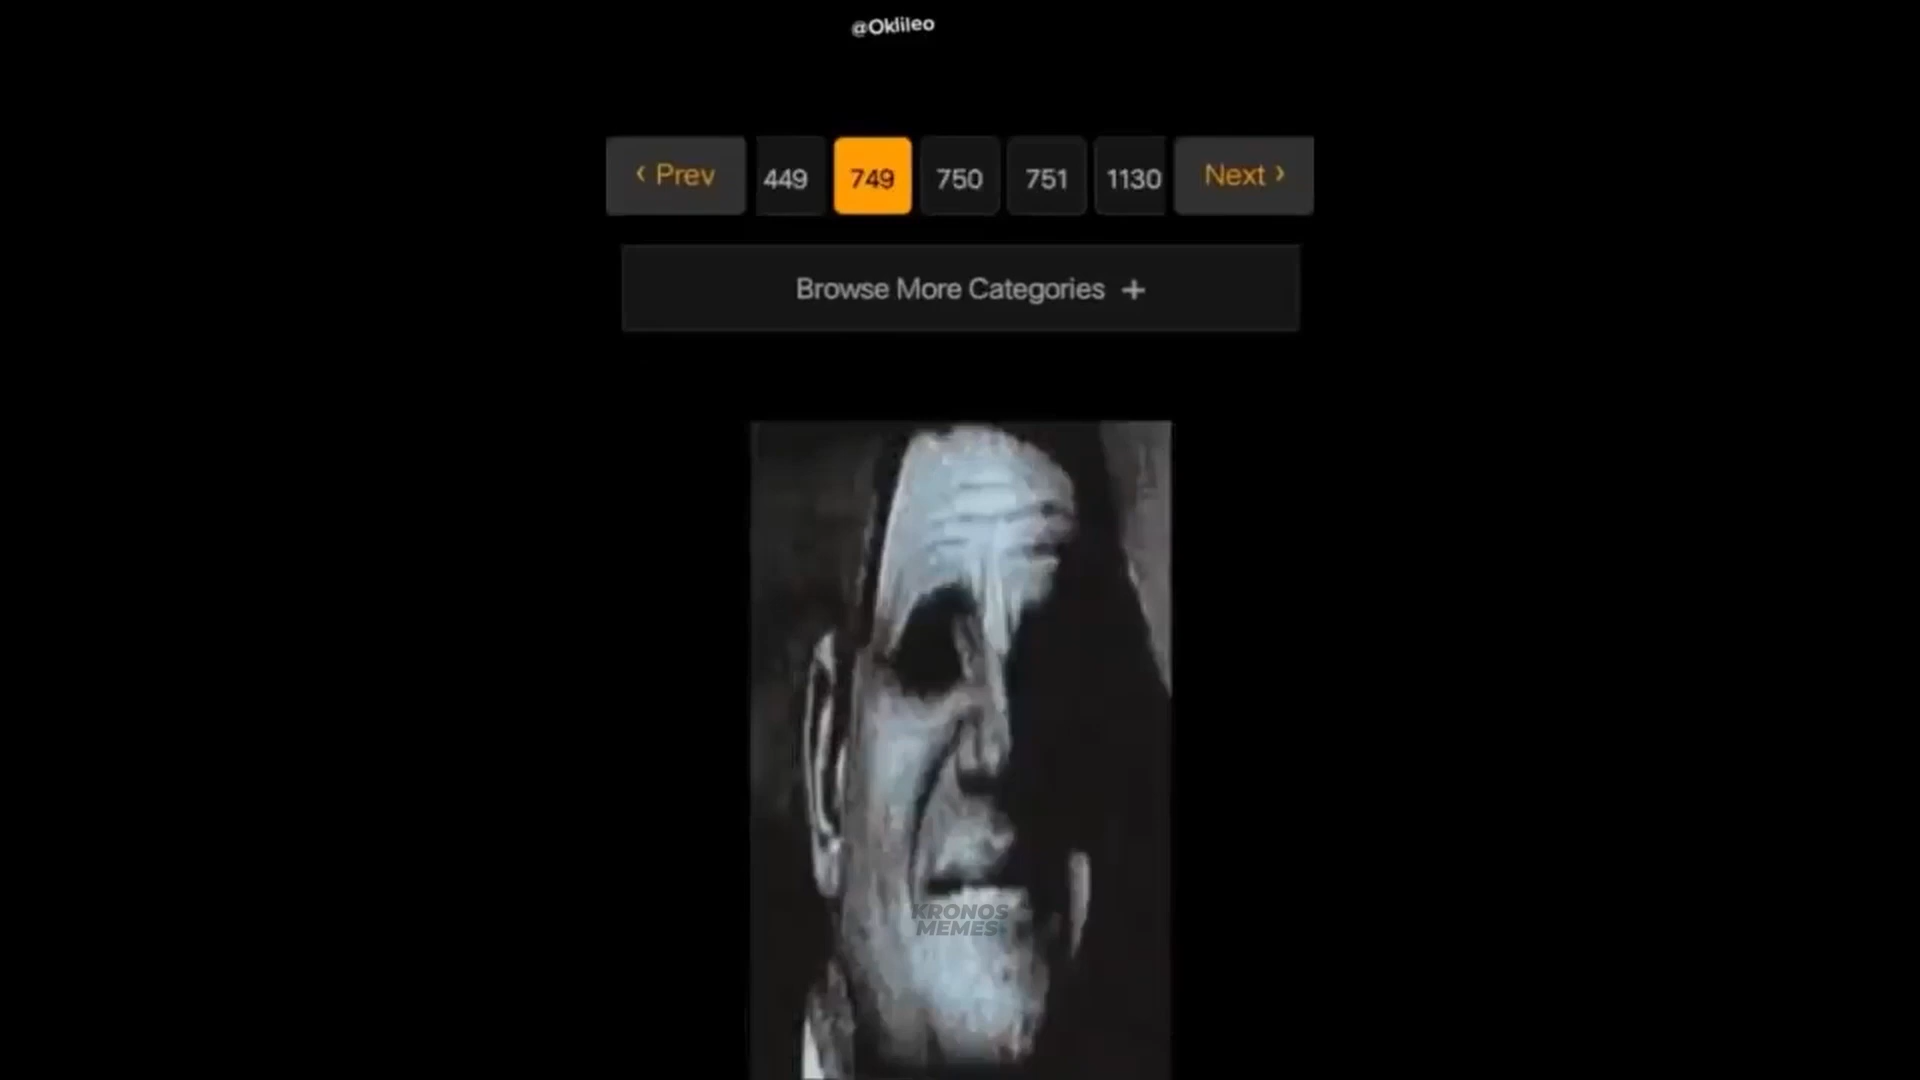 @Oklileo
‹ Prev 449 749 750 751 1130 Next ›
Browse More Categories +
KRONOS
MEMES